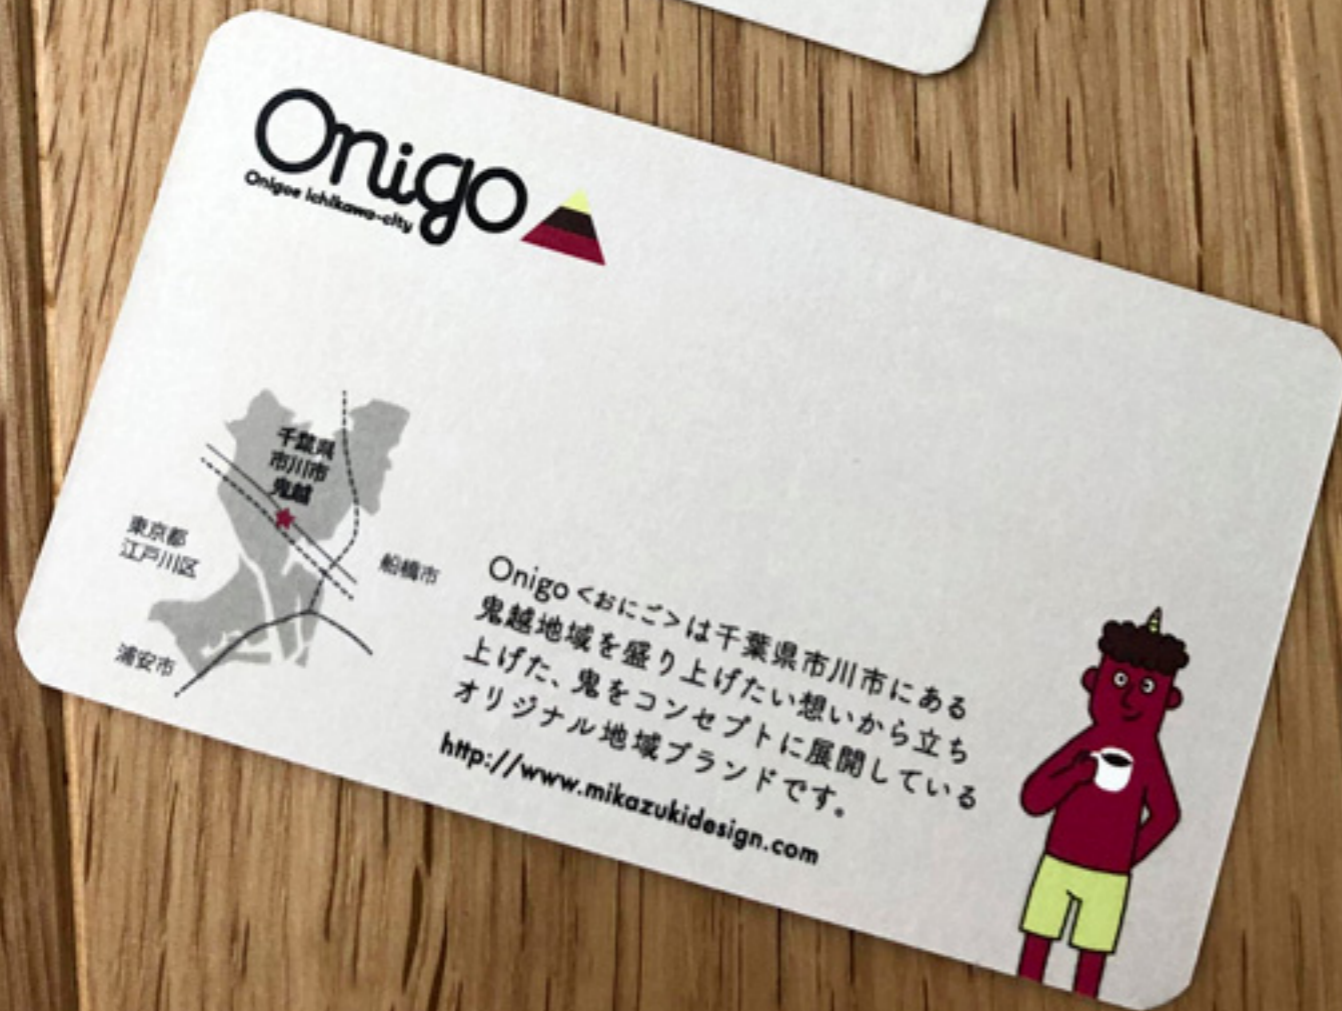 Onigo
Onigoe ichikawa-city
千葉県
市川市
鬼越
東京都
江戸川区
船橋市
浦安市
Onigo<おにご>は千葉県市川市にある
鬼越地域を盛り上げたい想いから立ち
上げた、鬼をコンセプトに展開している
オリジナル地域ブランドです。
http://www.mikazukidesign.com